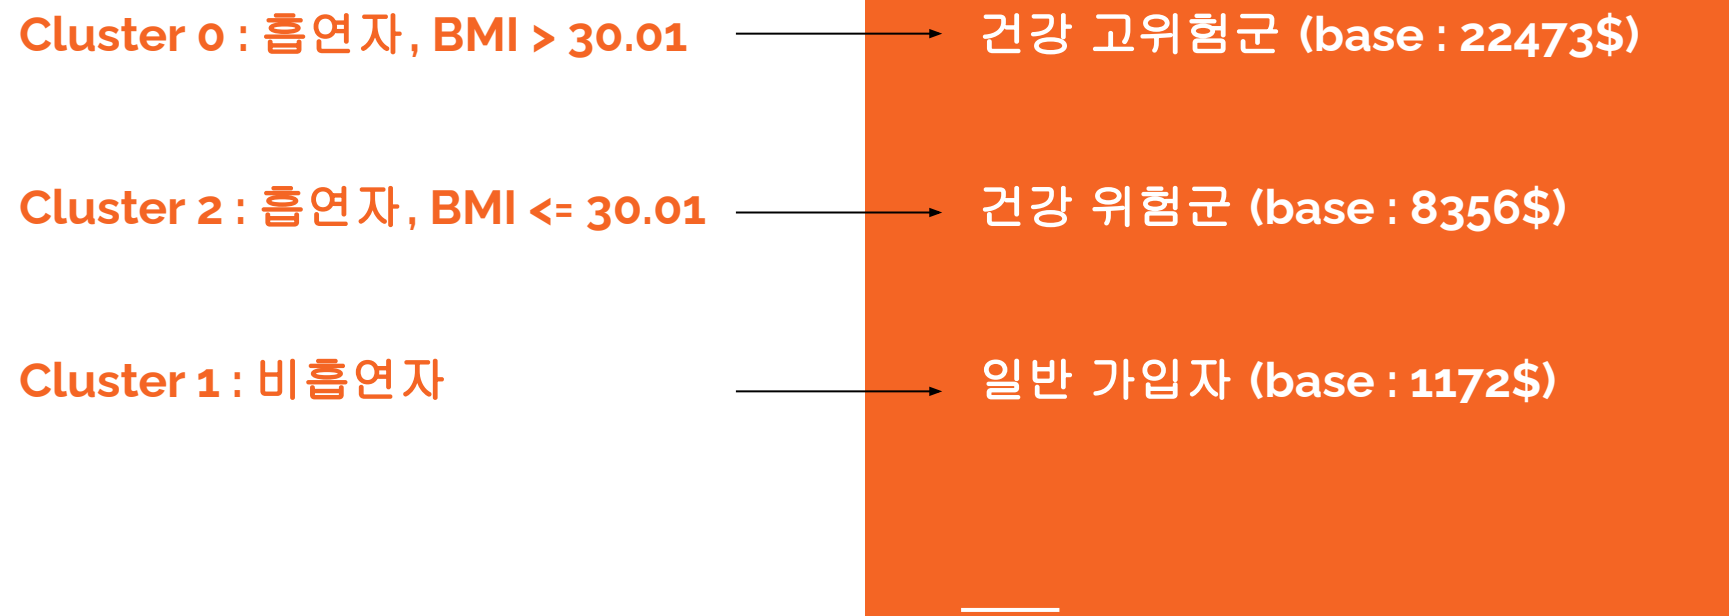 Cluster 0 : 흡연자, BMI > 30.01
건강 고위험군 (base : 22473$)
Cluster 2 : 흡연자, BMI <= 30.01
건강 위험군 (base : 8356$)
Cluster 1 : 비흡연자
일반 가입자 (base : 1172$)